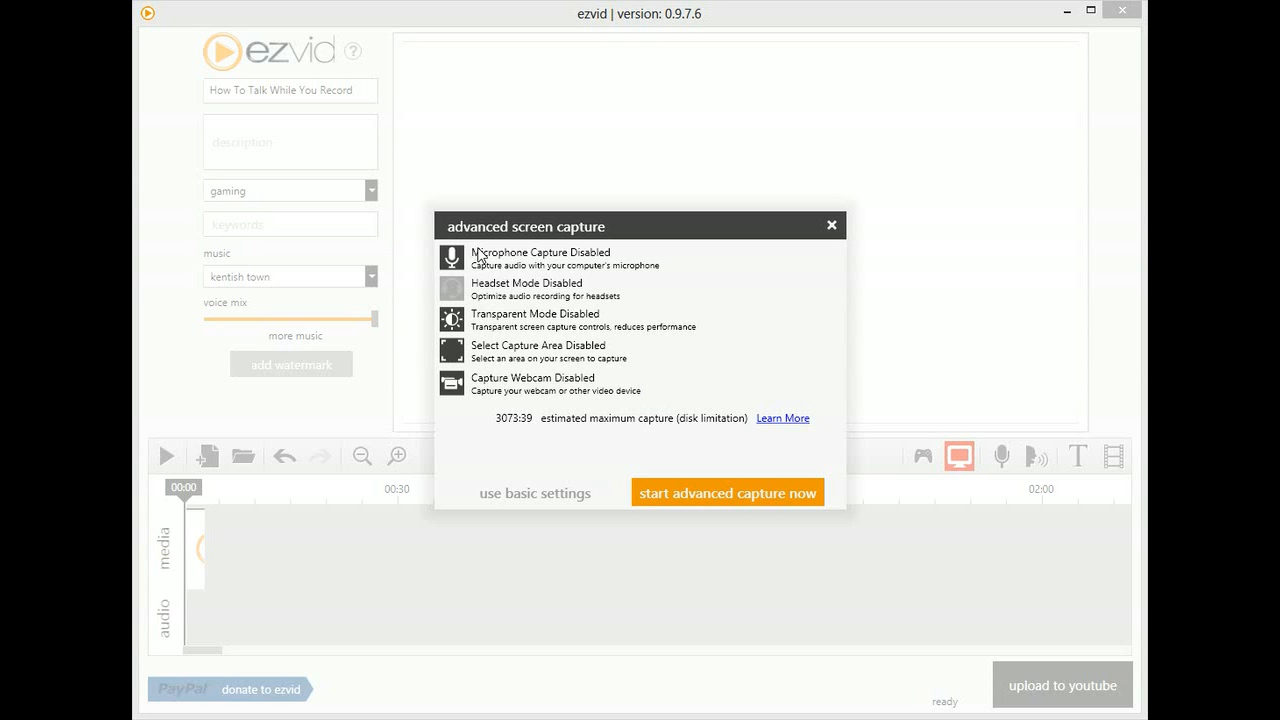 ezvid | version: 0.9.7.6
ezvid ?
How To Talk While You Record
description
gaming
keywords
music
kentish town
voice mix
more music
add watermark
advanced screen capture
Microphone Capture Disabled
Capture audio with your computer's microphone
Headset Mode Disabled
Optimize audio recording for headsets
Transparent Mode Disabled
Transparent screen capture controls, reduces performance
Select Capture Area Disabled
Select an area on your screen to capture
Capture Webcam Disabled
Capture your webcam or other video device
3073:39 estimated maximum capture (disk limitation) Learn More
use basic settings start advanced capture now
T
00:00 00:30 02:00
media
audio
PayPal donate to ezvid
ready
upload to youtube